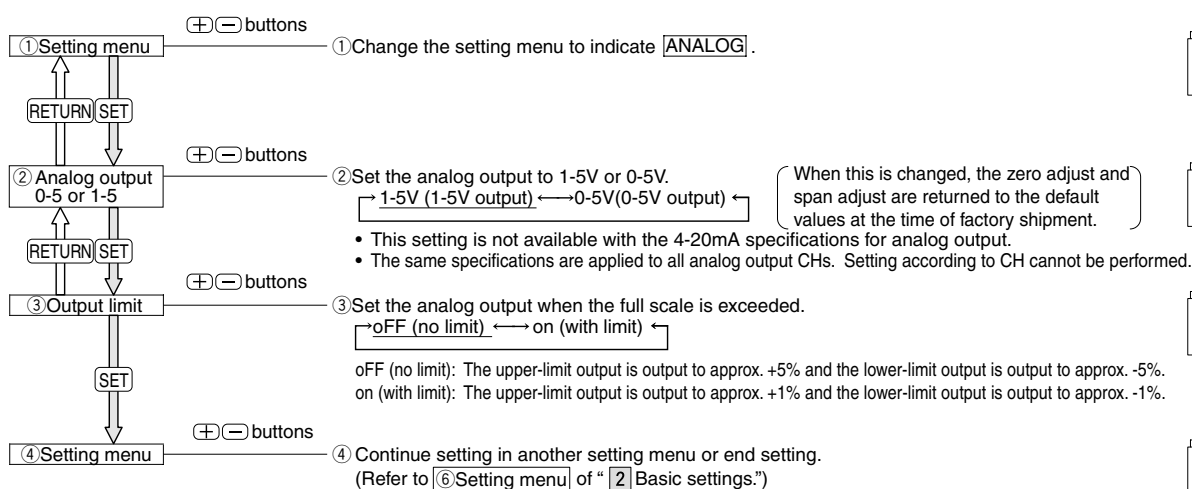 ⊕⊖buttons
①Setting menu
①Change the setting menu to indicate ANALOG .
RETURN SET
⊕⊖buttons
② Analog output
0-5 or 1-5
②Set the analog output to 1-5V or 0-5V.
1-5V (1-5V output) ←→0-5V(0-5V output)
When this is changed, the zero adjust and
span adjust are returned to the default
values at the time of factory shipment.
• This setting is not available with the 4-20mA specifications for analog output.
• The same specifications are applied to all analog output CHs. Setting according to CH cannot be performed.
RETURN SET
⊕⊖buttons
③Output limit
③Set the analog output when the full scale is exceeded.
oFF (no limit) ←→ on (with limit)
oFF (no limit): The upper-limit output is output to approx. +5% and the lower-limit output is output to approx. -5%.
on (with limit): The upper-limit output is output to approx. +1% and the lower-limit output is output to approx. -1%.
SET
⊕⊖buttons
④Setting menu
④ Continue setting in another setting menu or end setting.
(Refer to ⑥Setting menu of “ 2 Basic settings.”)